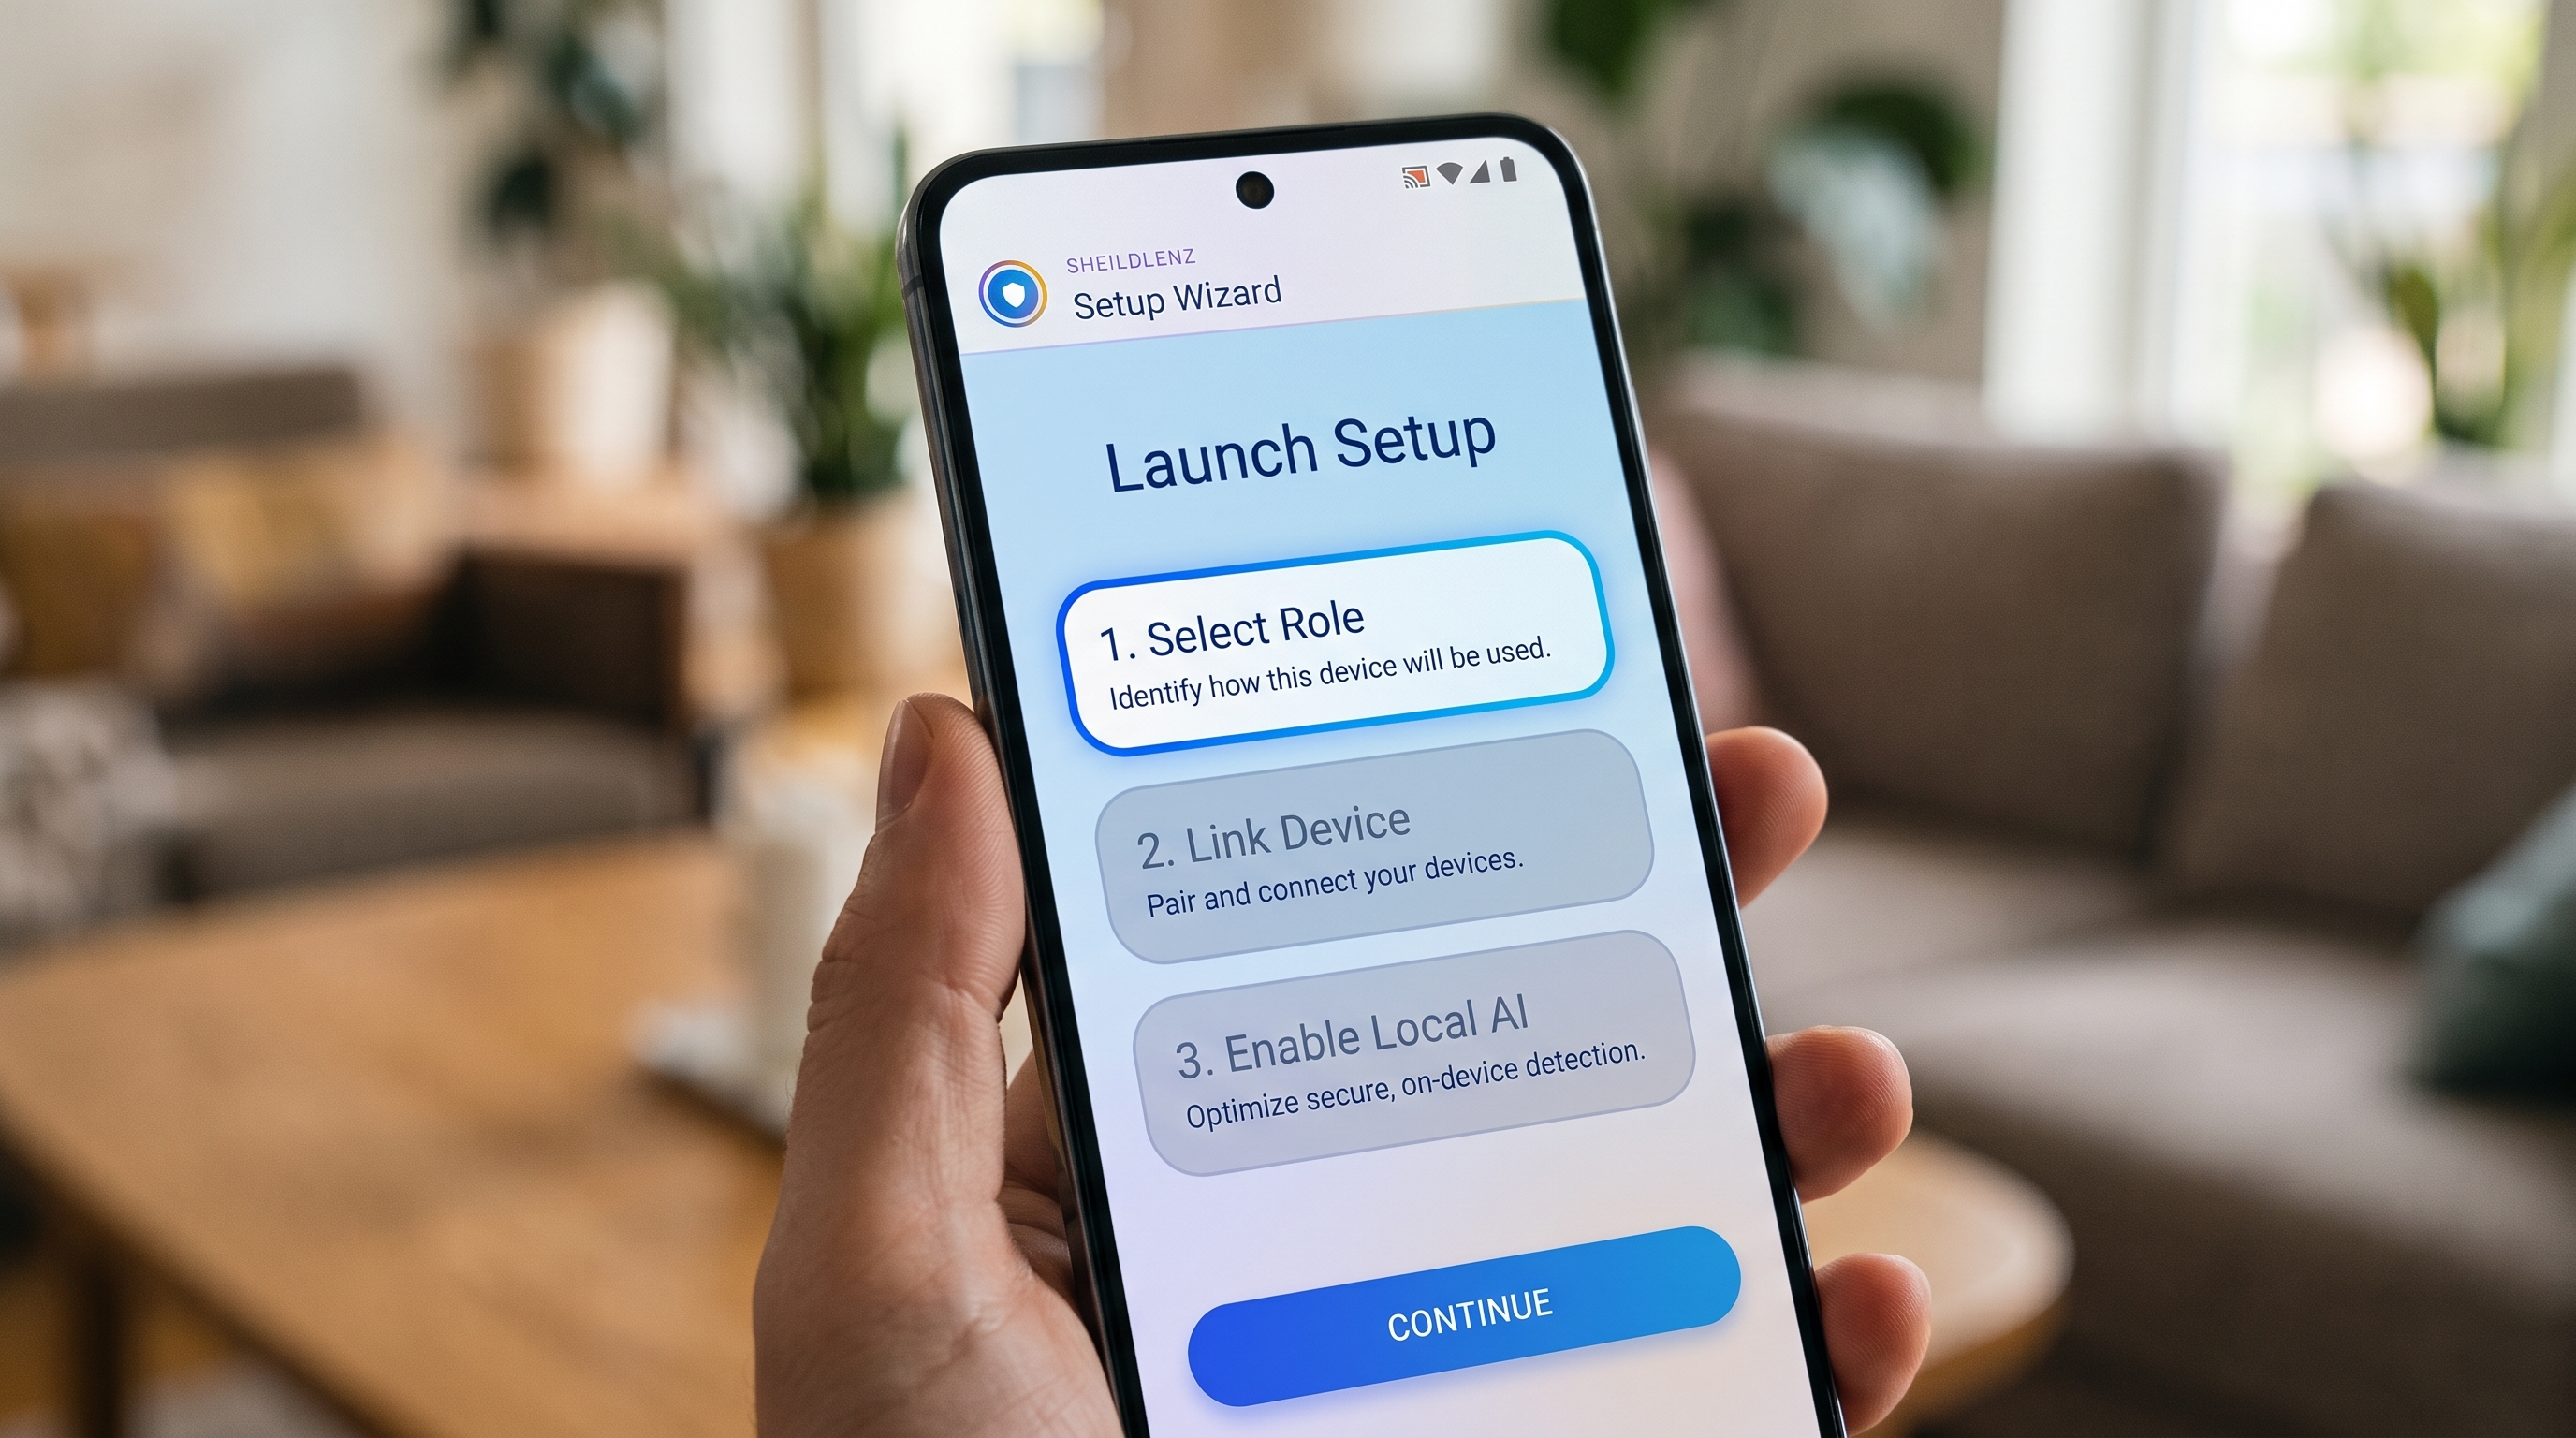 SHEILDLENZ
Setup Wizard
Launch Setup
1. Select Role
Identify how this device will be used.
2. Link Device
Pair and connect your devices.
3. Enable Local AI
Optimize secure, on-device detection.
CONTINUE